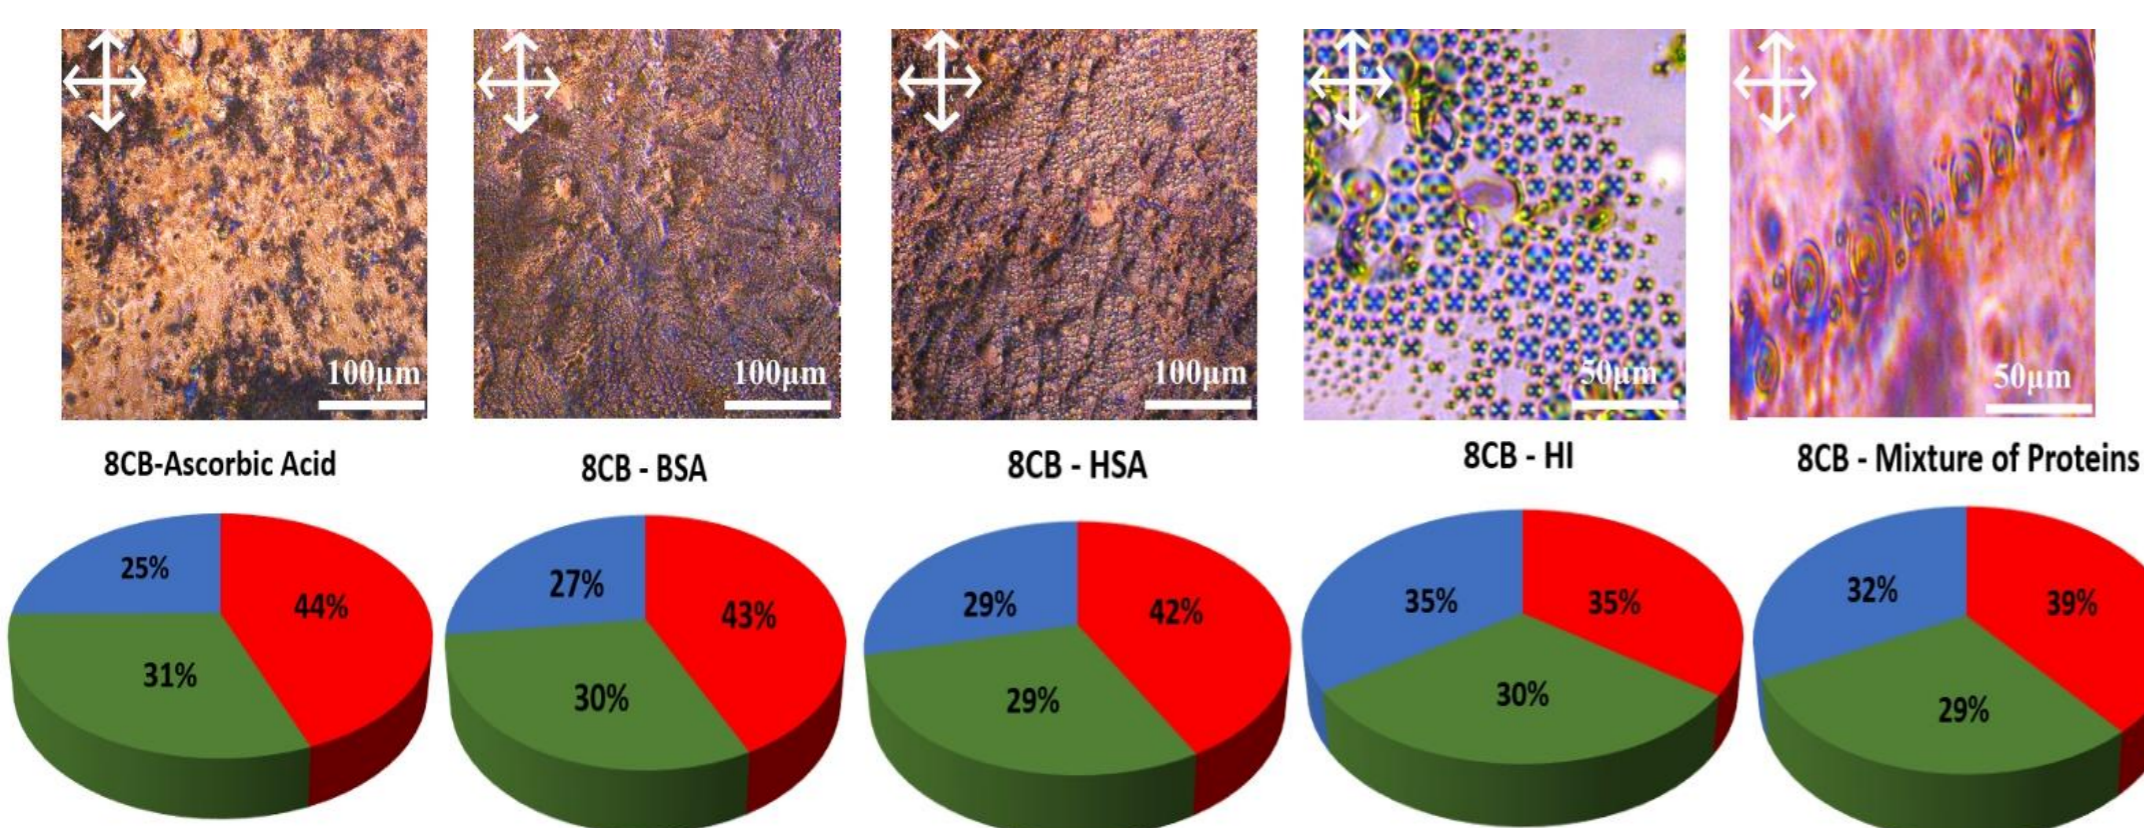 100μm
100μm
100μm
50μm
50μm
8CB-Ascorbic Acid
8CB - BSA
8CB - HSA
8CB - HI
8CB - Mixture of Proteins
25%
44%
31%
27%
43%
30%
29%
42%
29%
35%
35%
30%
32%
39%
29%